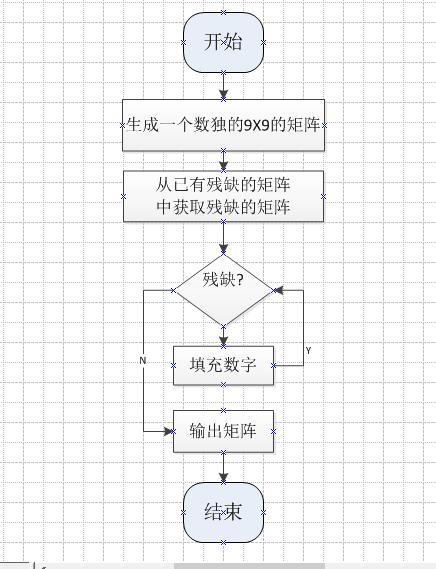 开始
生成一个数独的9X9的矩阵
从已有残缺的矩阵
中获取残缺的矩阵
残缺?
填充数字
Y
N
输出矩阵
结束